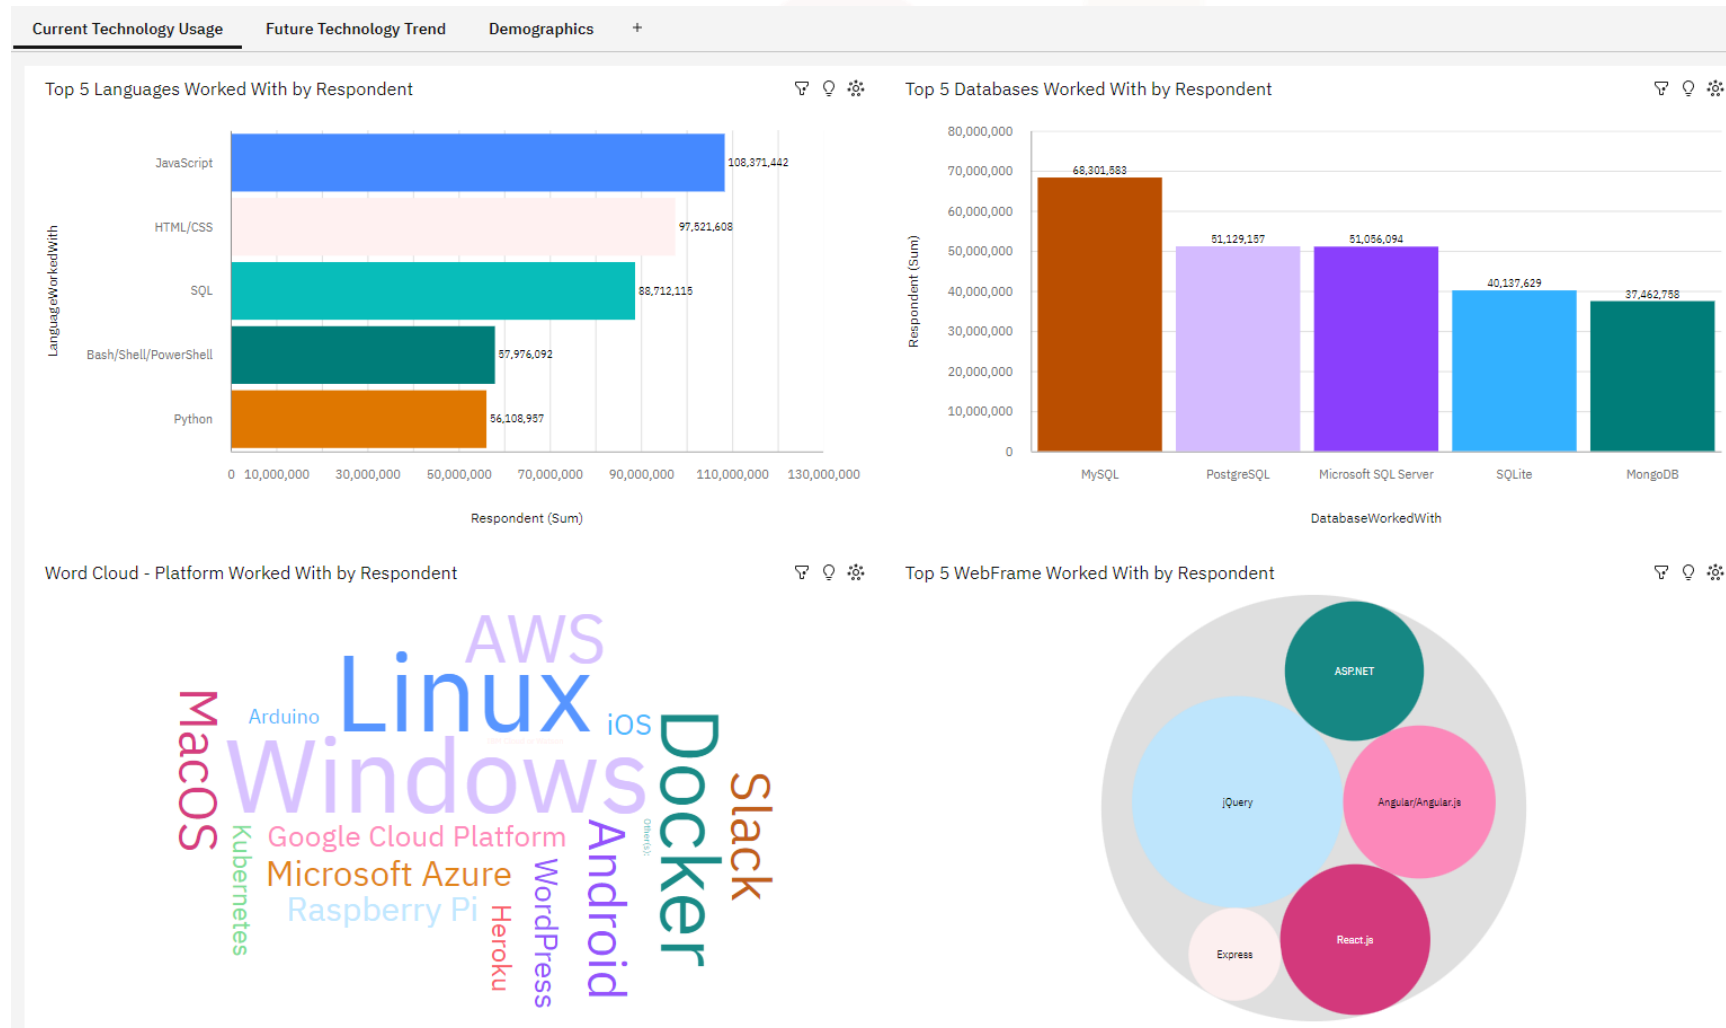 Current Technology Usage Future Technology Trend Demographics +
Top 5 Languages Worked With by Respondent
LanguageWorkedWith
JavaScript 108,371,442
HTML/CSS 97,521,608
SQL 88,712,115
Bash/Shell/PowerShell 57,976,092
Python 56,108,957
0 10,000,000 30,000,000 50,000,000 70,000,000 90,000,000 110,000,000 130,000,000
Respondent (Sum)
Top 5 Databases Worked With by Respondent
Respondent (Sum)
80,000,000
70,000,000
60,000,000
50,000,000
40,000,000
30,000,000
20,000,000
10,000,000
0
68,301,583
51,129,157
51,056,094
40,137,629
37,462,758
MySQL PostgreSQL Microsoft SQL Server SQLite MongoDB
DatabaseWorkedWith
Word Cloud - Platform Worked With by Respondent
AWS
Linux
MacOS
Arduino
iOS
Docker
Windows
Slack
Kubernetes
Google Cloud Platform
Android
Other(s):
Microsoft Azure
WordPress
Raspberry Pi
Heroku
Top 5 WebFrame Worked With by Respondent
ASP.NET
jQuery
Angular/Angular.js
React.js
Express